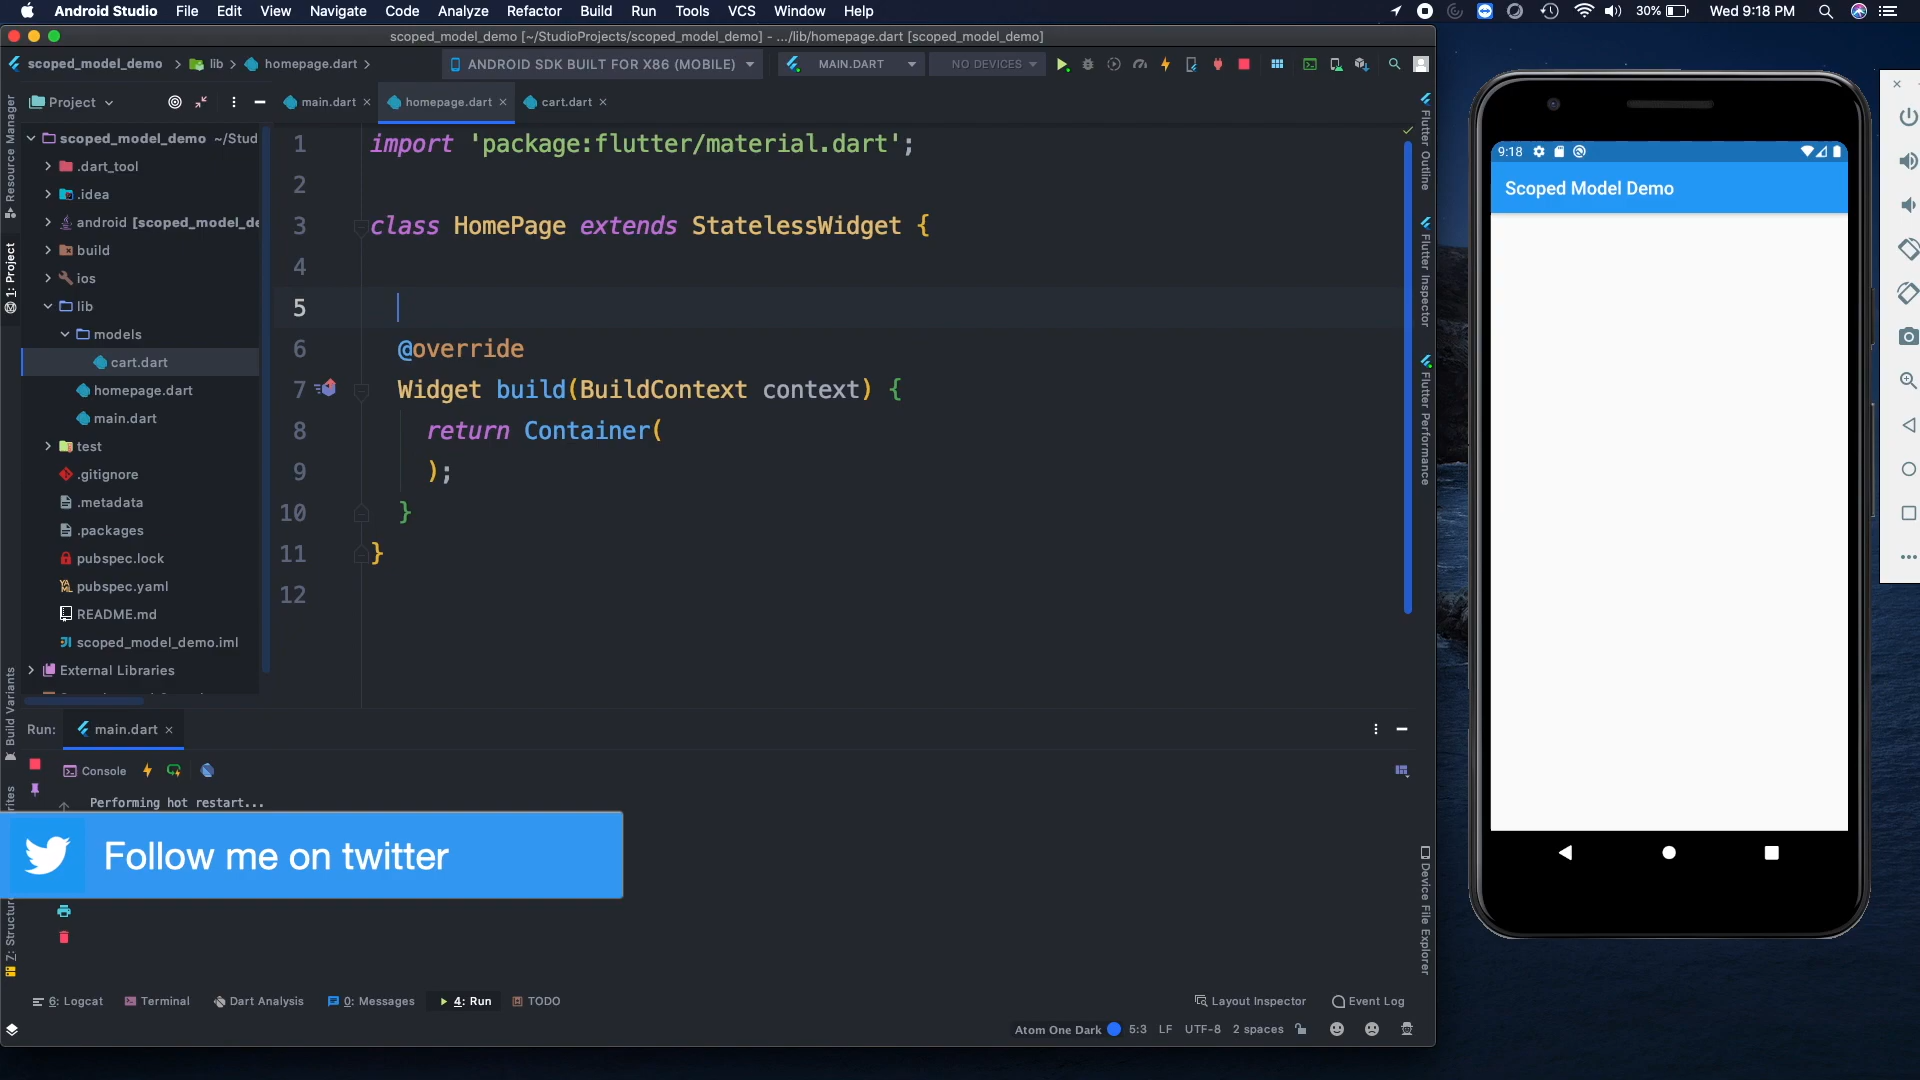 Android Studio File Edit View Navigate Code Analyze Refactor Build Run Tools VCS Window Help 30% Wed 9:18 PM
scoped_model_demo [~/StudioProjects/scoped_model_demo] - .../lib/homepage.dart [scoped_model_demo]
scoped_model_demo lib homepage.dart ANDROID SDK BUILT FOR X86 (MOBILE) MAIN.DART NO DEVICES
Project main.dart homepage.dart cart.dart
Resource Manager
1: Project
Build Variants
Z: Structure
scoped_model_demo ~/Stud
.dart_tool
.idea
android [scoped_model_de
build
ios
lib
models
cart.dart
homepage.dart
main.dart
test
.gitignore
.metadata
.packages
pubspec.lock
pubspec.yaml
README.md
scoped_model_demo.iml
External Libraries
1 import 'package:flutter/material.dart';
2
3 class HomePage extends StatelessWidget {
4
5
6 @override
7 Widget build(BuildContext context) {
8 return Container(
9 );
10 }
11 }
12
Flutter Outline
Flutter Inspector
Flutter Performance
Device File Explorer
Run: main.dart
Console
Performing hot restart...
Follow me on twitter
6: Logcat Terminal Dart Analysis 0: Messages 4: Run TODO Layout Inspector Event Log
Atom One Dark 5:3 LF UTF-8 2 spaces
9:18
Scoped Model Demo